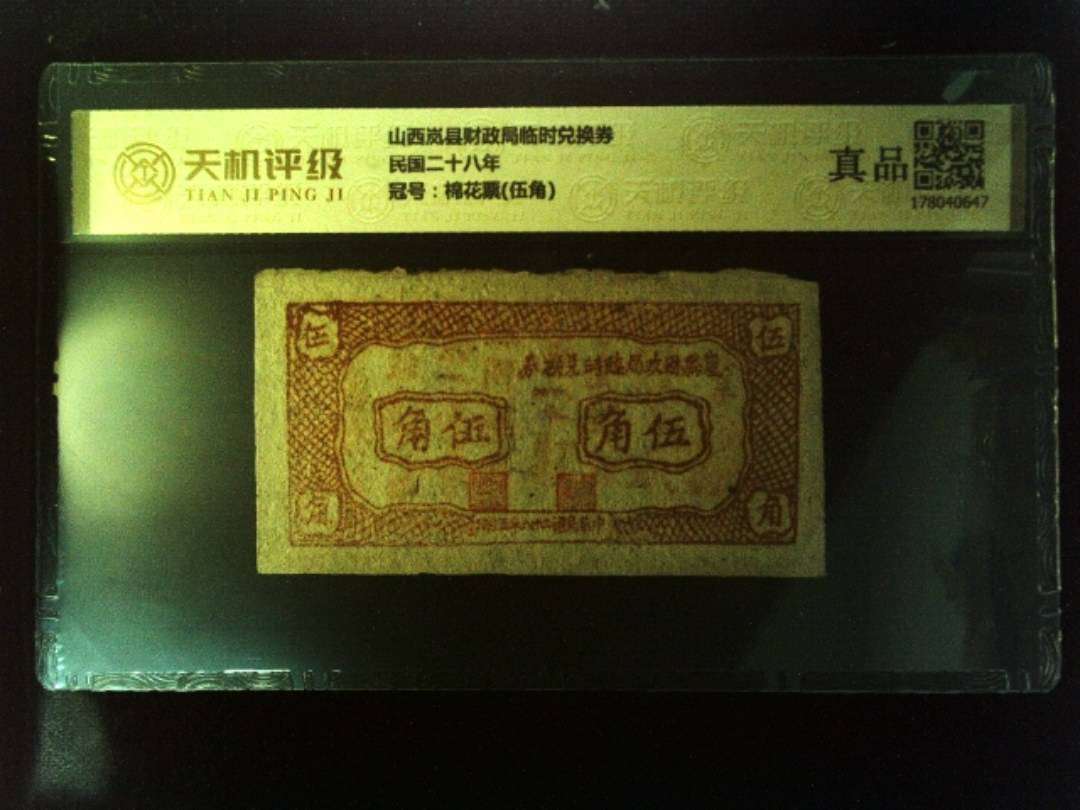 天机评级
TIAN JI PING JI
山西岚县财政局临时兑换券
民国二十八年
冠号：棉花票(伍角)
真品
178040647
伍
伍
角伍
角伍
角
角